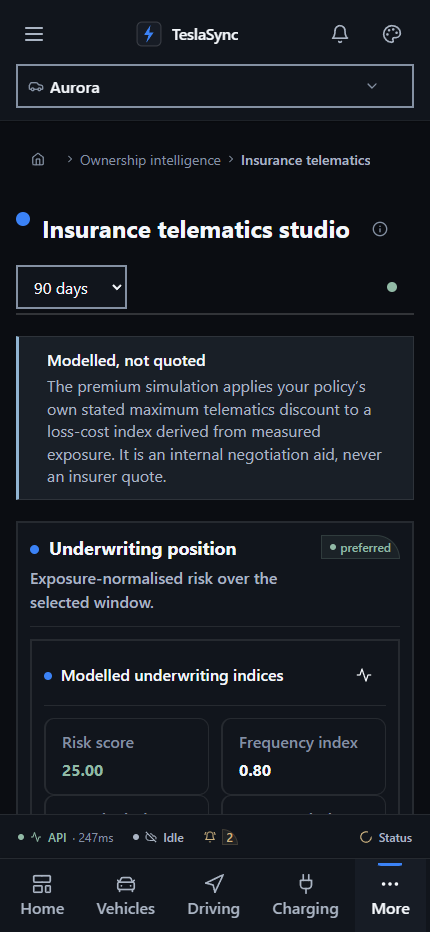 TeslaSync
Aurora
Ownership intelligence
Insurance telematics
Insurance telematics studio
90 days
Modelled, not quoted
The premium simulation applies your policy's
own stated maximum telematics discount to a
loss-cost index derived from measured
exposure. It is an internal negotiation aid, never
an insurer quote.
Underwriting position
preferred
Exposure-normalised risk over the
selected window.
Modelled underwriting indices
Risk score
Frequency index
25.00
0.80
API · 247ms
Idle
2
Status
Home
Vehicles
Driving
Charging
More